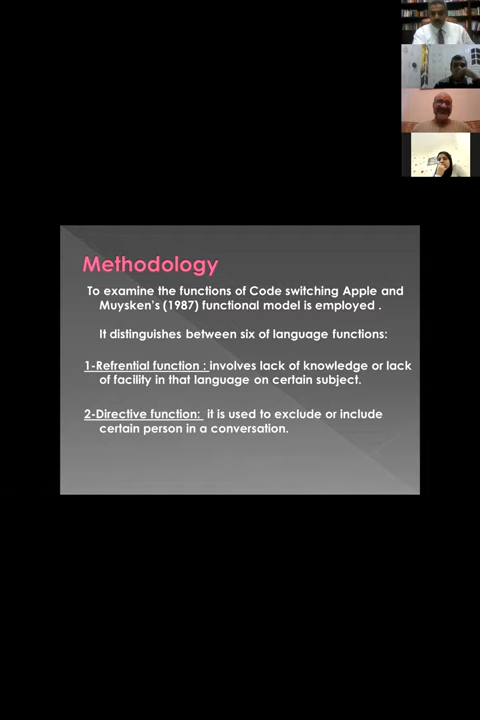 Methodology
To examine the functions of Code switching Apple and
Muysken's (1987) functional model is employed .
It distinguishes between six of language functions:
1-Refrential function : involves lack of knowledge or lack
of facility in that language on certain subject.
2-Directive function:  it is used to exclude or include
certain person in a conversation.